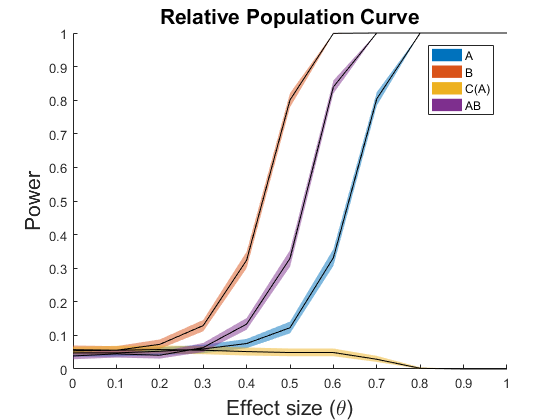 Relative Population Curve
1
0.9
0.8
0.7
0.6
0.5
0.4
0.3
0.2
0.1
0
Power
A
B
C(A)
AB
0 0.1 0.2 0.3 0.4 0.5 0.6 0.7 0.8 0.9 1
Effect size (θ)